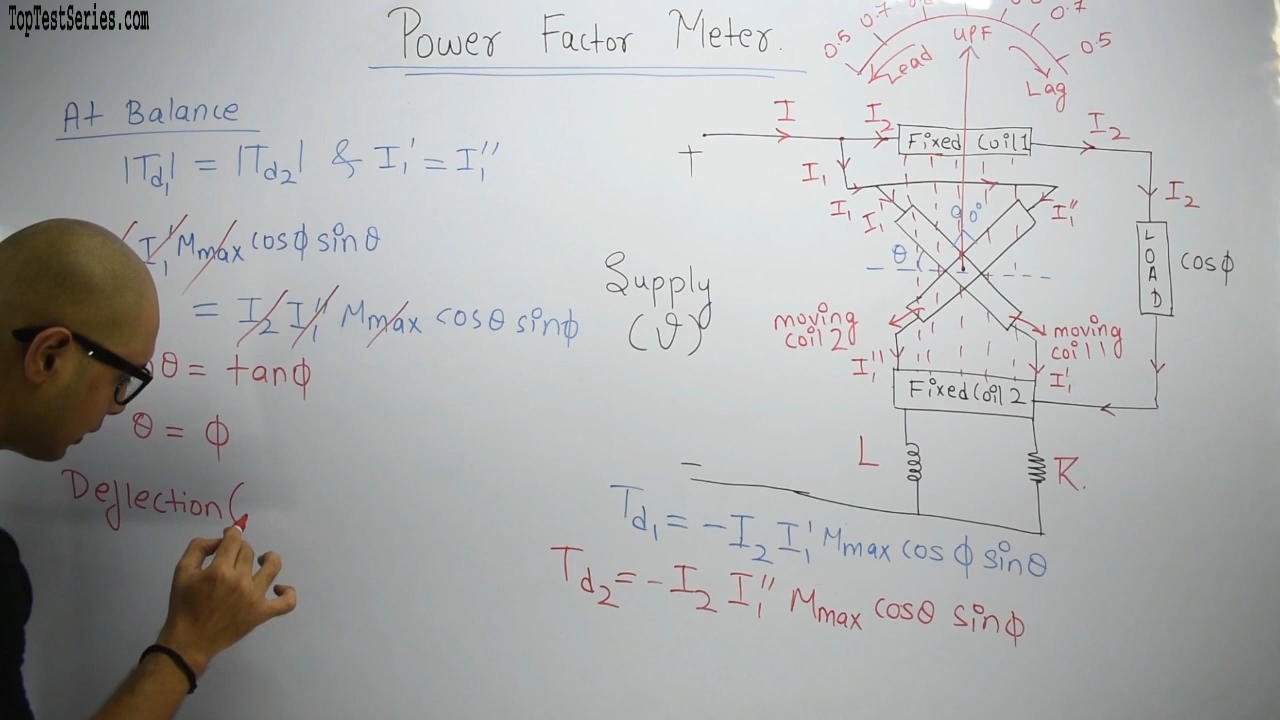 TopTestSeries.com
Power Factor Meter.
At Balance
|Td₁| = |Td₂| & I₁' = I₁''
I₁' Mmax cosϕ sinθ
= I₂ I₁'' Mmax cosθ sinϕ
θ = tanϕ
θ = ϕ
Deflection (
Supply
(ϑ)
0.5
0.7
UPF
0.7
0.5
Lead
Lag
I
I₂
Fixed Coil 1
I₂
+
I₁
I₁
I₁'
90°
I₁''
I₂
θ
LOAD
cosϕ
moving
coil 2
moving
coil 1
I₁''
I₁'
Fixed Coil 2
L
R.
−
Td₁ = − I₂ I₁' Mmax cosϕ sinθ
Td₂ = − I₂ I₁'' Mmax cosθ sinϕ